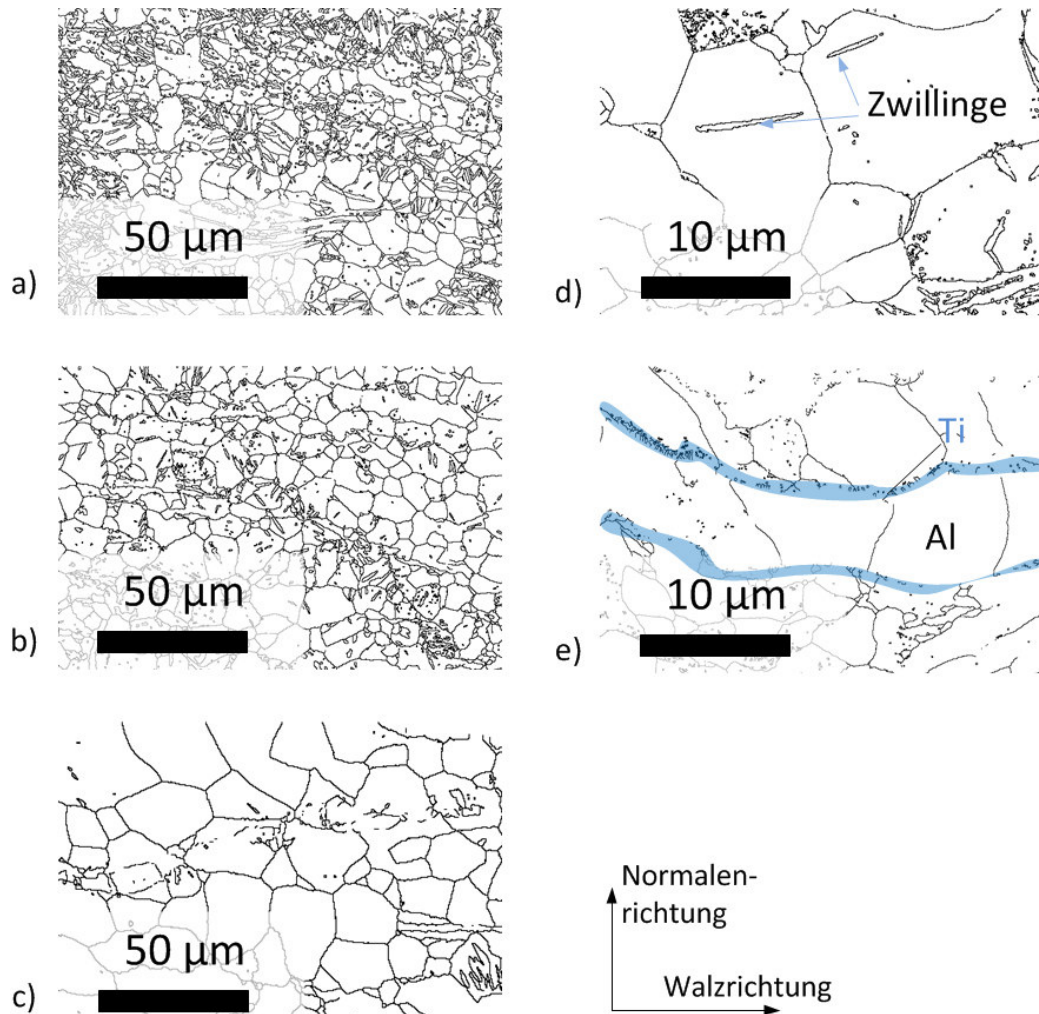 50 µm
a)
Zwillinge
10 µm
d)
50 µm
b)
Ti
Al
10 µm
e)
50 µm
c)
Normalen-
richtung
Walzrichtung